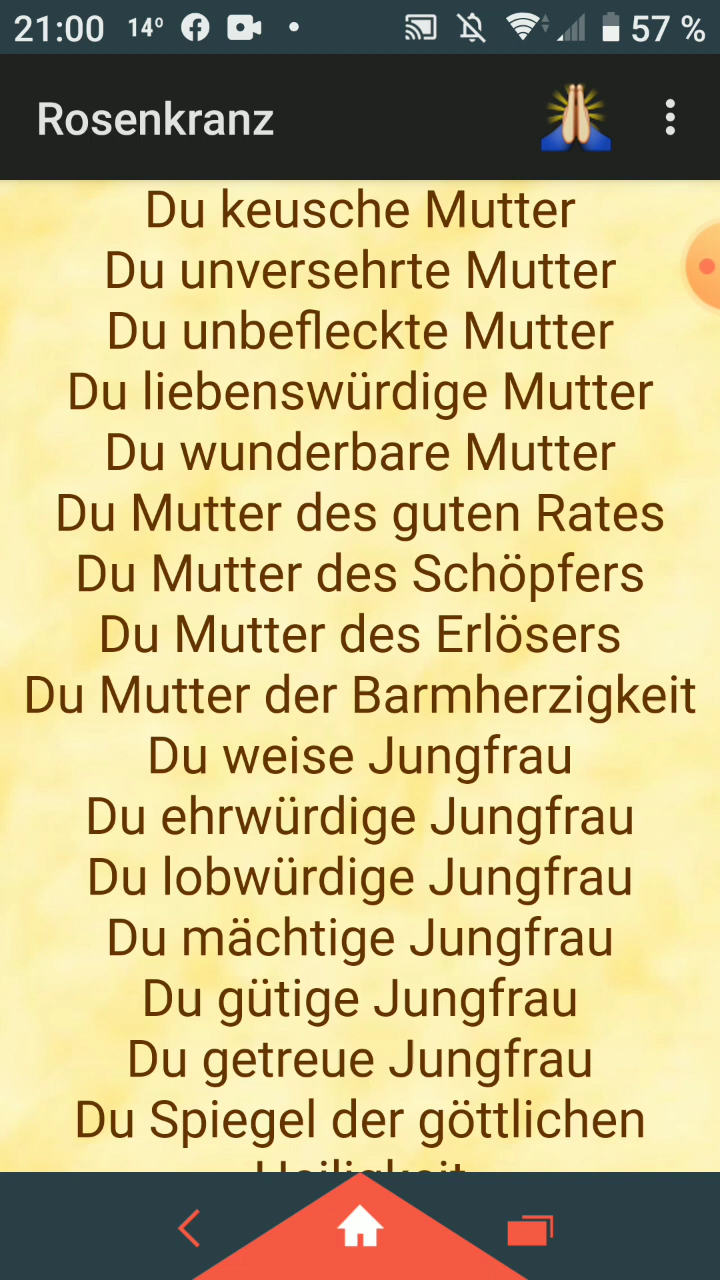 21:00 14° 57 %
Rosenkranz
Du keusche Mutter
Du unversehrte Mutter
Du unbefleckte Mutter
Du liebenswürdige Mutter
Du wunderbare Mutter
Du Mutter des guten Rates
Du Mutter des Schöpfers
Du Mutter des Erlösers
Du Mutter der Barmherzigkeit
Du weise Jungfrau
Du ehrwürdige Jungfrau
Du lobwürdige Jungfrau
Du mächtige Jungfrau
Du gütige Jungfrau
Du getreue Jungfrau
Du Spiegel der göttlichen
Heiligkeit